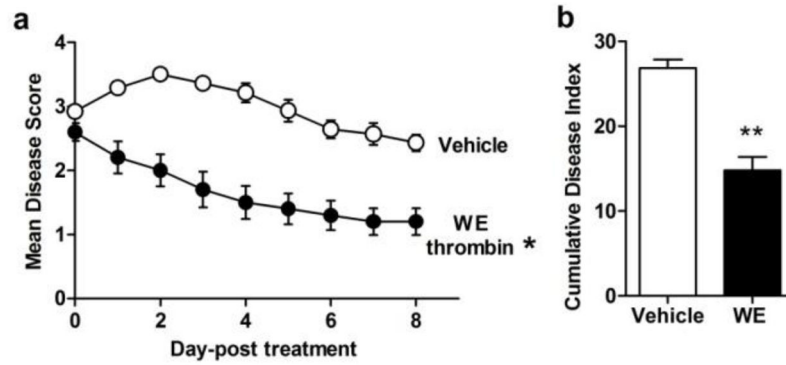 a
4
3
2
1
0
Mean Disease Score
0 2 4 6 8
Day-post treatment
Vehicle
WE
thrombin *
b
30
20
10
0
Cumulative Disease Index
**
Vehicle WE